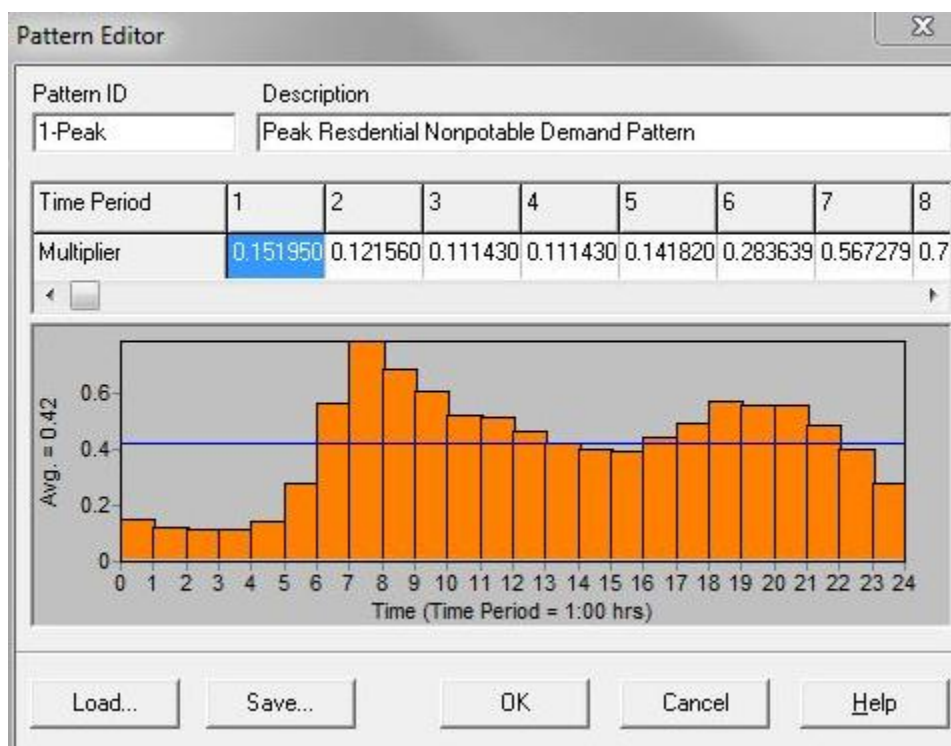 Pattern Editor
Pattern ID Description
1-Peak Peak Resdential Nonpotable Demand Pattern
Time Period 1 2 3 4 5 6 7 8
Multiplier 0.151950 0.121560 0.111430 0.111430 0.141820 0.283639 0.567279 0.7
Avg. = 0.42
0.6
0.4
0.2
0
0 1 2 3 4 5 6 7 8 9 10 11 12 13 14 15 16 17 18 19 20 21 22 23 24
Time (Time Period = 1:00 hrs)
Load... Save... OK Cancel Help